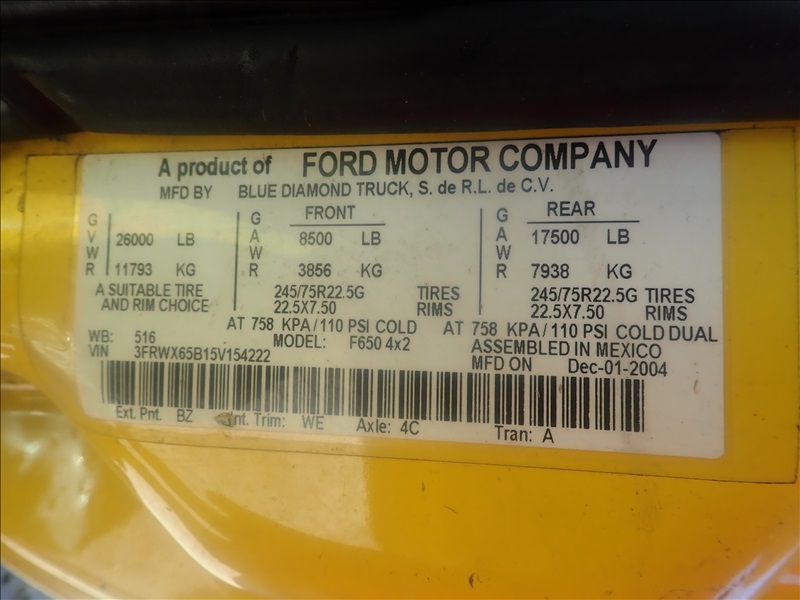 A product of FORD MOTOR COMPANY
MFD BY BLUE DIAMOND TRUCK, S. de R.L. de C.V.
GVWR 26000 LB 11793 KG
GAWR FRONT 8500 LB 3856 KG
GAWR REAR 17500 LB 7938 KG
A SUITABLE TIRE 245/75R22.5G TIRES 245/75R22.5G TIRES
AND RIM CHOICE 22.5X7.50 RIMS 22.5X7.50 RIMS
AT 758 KPA/110 PSI COLD AT 758 KPA/110 PSI COLD DUAL
WB: 516 MODEL: F650 4x2 ASSEMBLED IN MEXICO
VIN 3FRWX65B15V154222 MFD ON Dec-01-2004
Ext. Pnt. BZ Int. Trim: WE Axle: 4C Tran: A